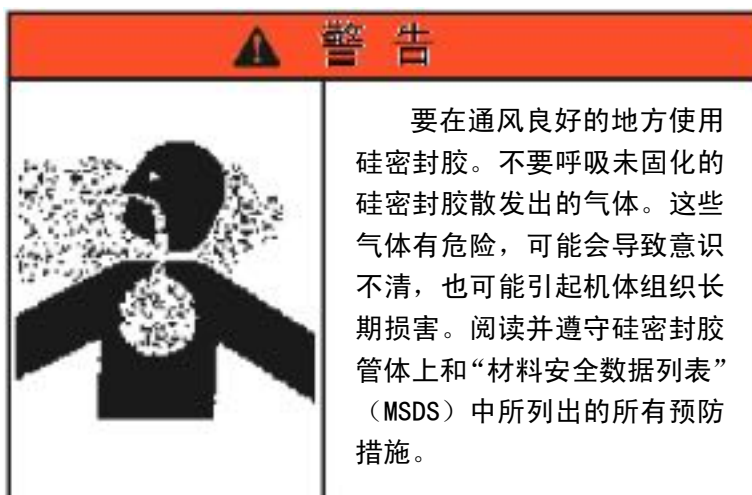 警告
要在通风良好的地方使用
硅密封胶。不要呼吸未固化的
硅密封胶散发出的气体。这些
气体有危险，可能会导致意识
不清，也可能引起机体组织长
期损害。阅读并遵守硅密封胶
管体上和“材料安全数据列表”
（MSDS）中所列出的所有预防
措施。